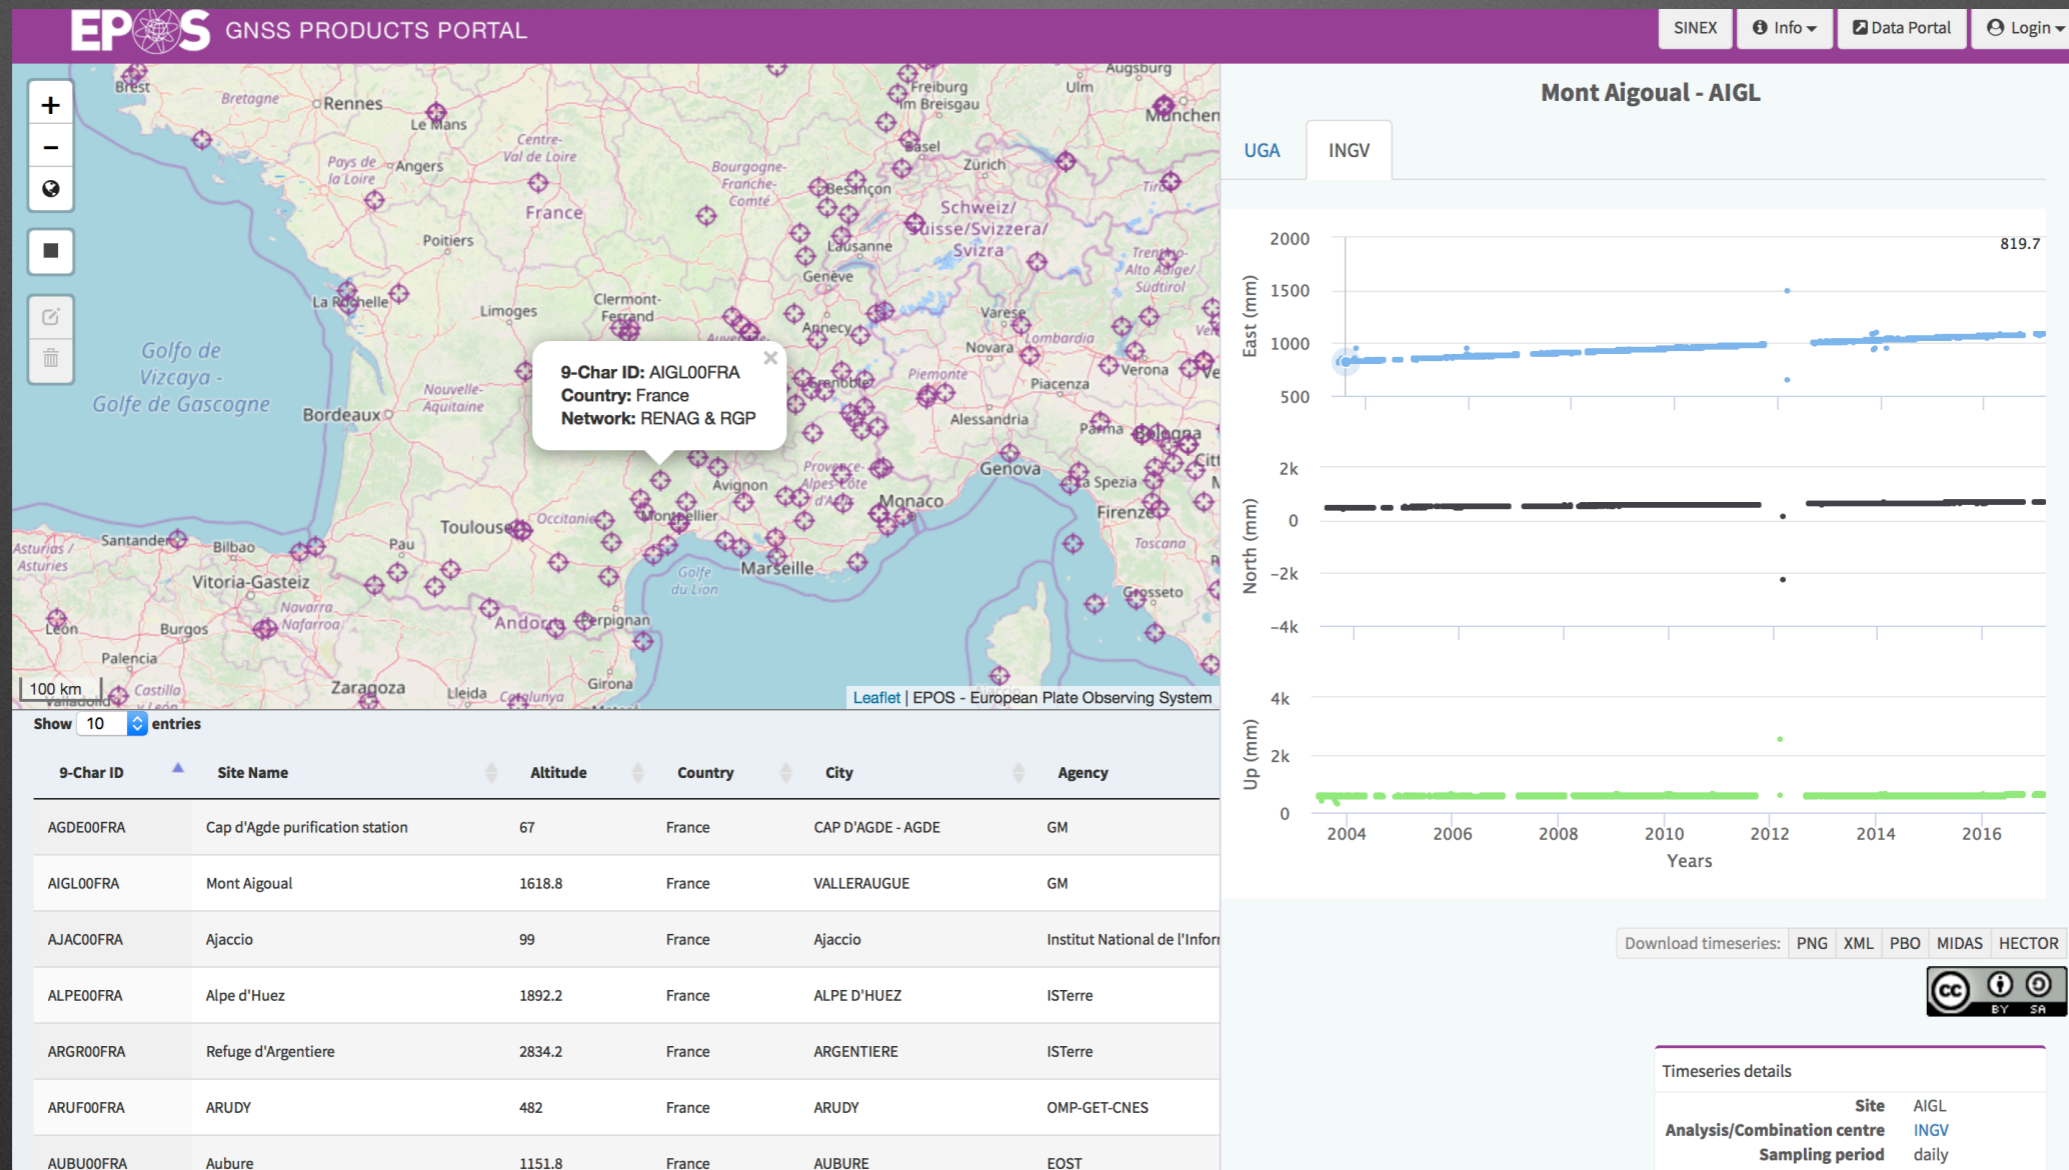 EPOS GNSS PRODUCTS PORTAL
SINEX Info Data Portal Login
Brest
Bretagne
Rennes
Le Mans
Pays de la Loire
Angers
Centre-
Val de Loire
France
Poitiers
Bourgogne-
Franche-
Comté
Besançon
Freiburg
im Breisgau
Basel
Zürich
Augsburg
Ulm
München
Schweiz/
Suisse/Svizzera/
Svizra
Lausanne
Genève
Trentino-
Alto Adige/
Südtirol
La Rochelle
Limoges
Clermont-
Ferrand
Annecy
Varese
Lombardia
Novara
Verona
Golfo de
Vizcaya -
Golfe de Gascogne
Nouvelle-
Aquitaine
Bordeaux
9-Char ID: AIGL00FRA
Country: France
Network: RENAG & RGP
Grenoble
Piemonte
Piacenza
Alessandria
Parma
Bologna
Genova
La Spezia
Provence-
Alpes-Côte
d'A
Avignon
Monaco
Firenze
Toulouse
Occitanie
Montpellier
Marseille
Golfe
du Lion
Toscana
Grosseto
Asturias /
Asturies
Santander
Bilbao
Pau
Vitoria-Gasteiz
Navarra
Nafarroa
León
Burgos
Andorra
Perpignan
Palencia
Zaragoza
Lleida
Catalunya
Girona
Castilla
y León
Valladolid
100 km
Leaflet | EPOS - European Plate Observing System
Show 10 entries
9-Char ID Site Name Altitude Country City Agency
AGDE00FRA Cap d'Agde purification station 67 France CAP D'AGDE - AGDE GM
AIGL00FRA Mont Aigoual 1618.8 France VALLERAUGUE GM
AJAC00FRA Ajaccio 99 France Ajaccio Institut National de l'Infor
ALPE00FRA Alpe d'Huez 1892.2 France ALPE D'HUEZ ISTerre
ARGR00FRA Refuge d'Argentiere 2834.2 France ARGENTIERE ISTerre
ARUF00FRA ARUDY 482 France ARUDY OMP-GET-CNES
AUBU00FRA Aubure 1151.8 France AUBURE EOST
Mont Aigoual - AIGL
UGA INGV
819.7
East (mm)
2000
1500
1000
500
North (mm)
2k
0
−2k
−4k
Up (mm)
4k
2k
0
2004 2006 2008 2010 2012 2014 2016
Years
Download timeseries: PNG XML PBO MIDAS HECTOR
cc BY SA
Timeseries details
Site AIGL
Analysis/Combination centre INGV
Sampling period daily